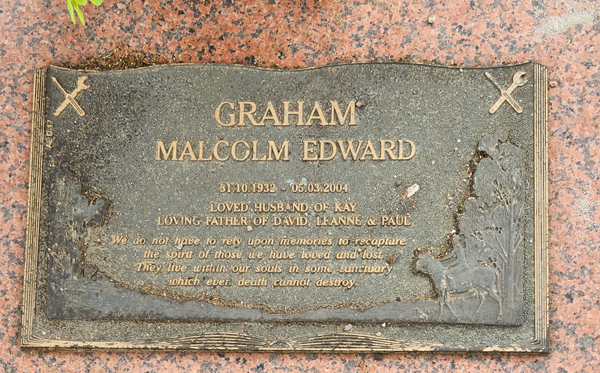 GRAHAM
MALCOLM EDWARD
31.10.1932 - 05.03.2004
LOVED HUSBAND OF KAY
LOVING FATHER OF DAVID, LEANNE & PAUL
We do not have to rely upon memories to recapture
the spirit of those we have loved and lost.
They live within our souls in some sanctuary
which even death cannot destroy.